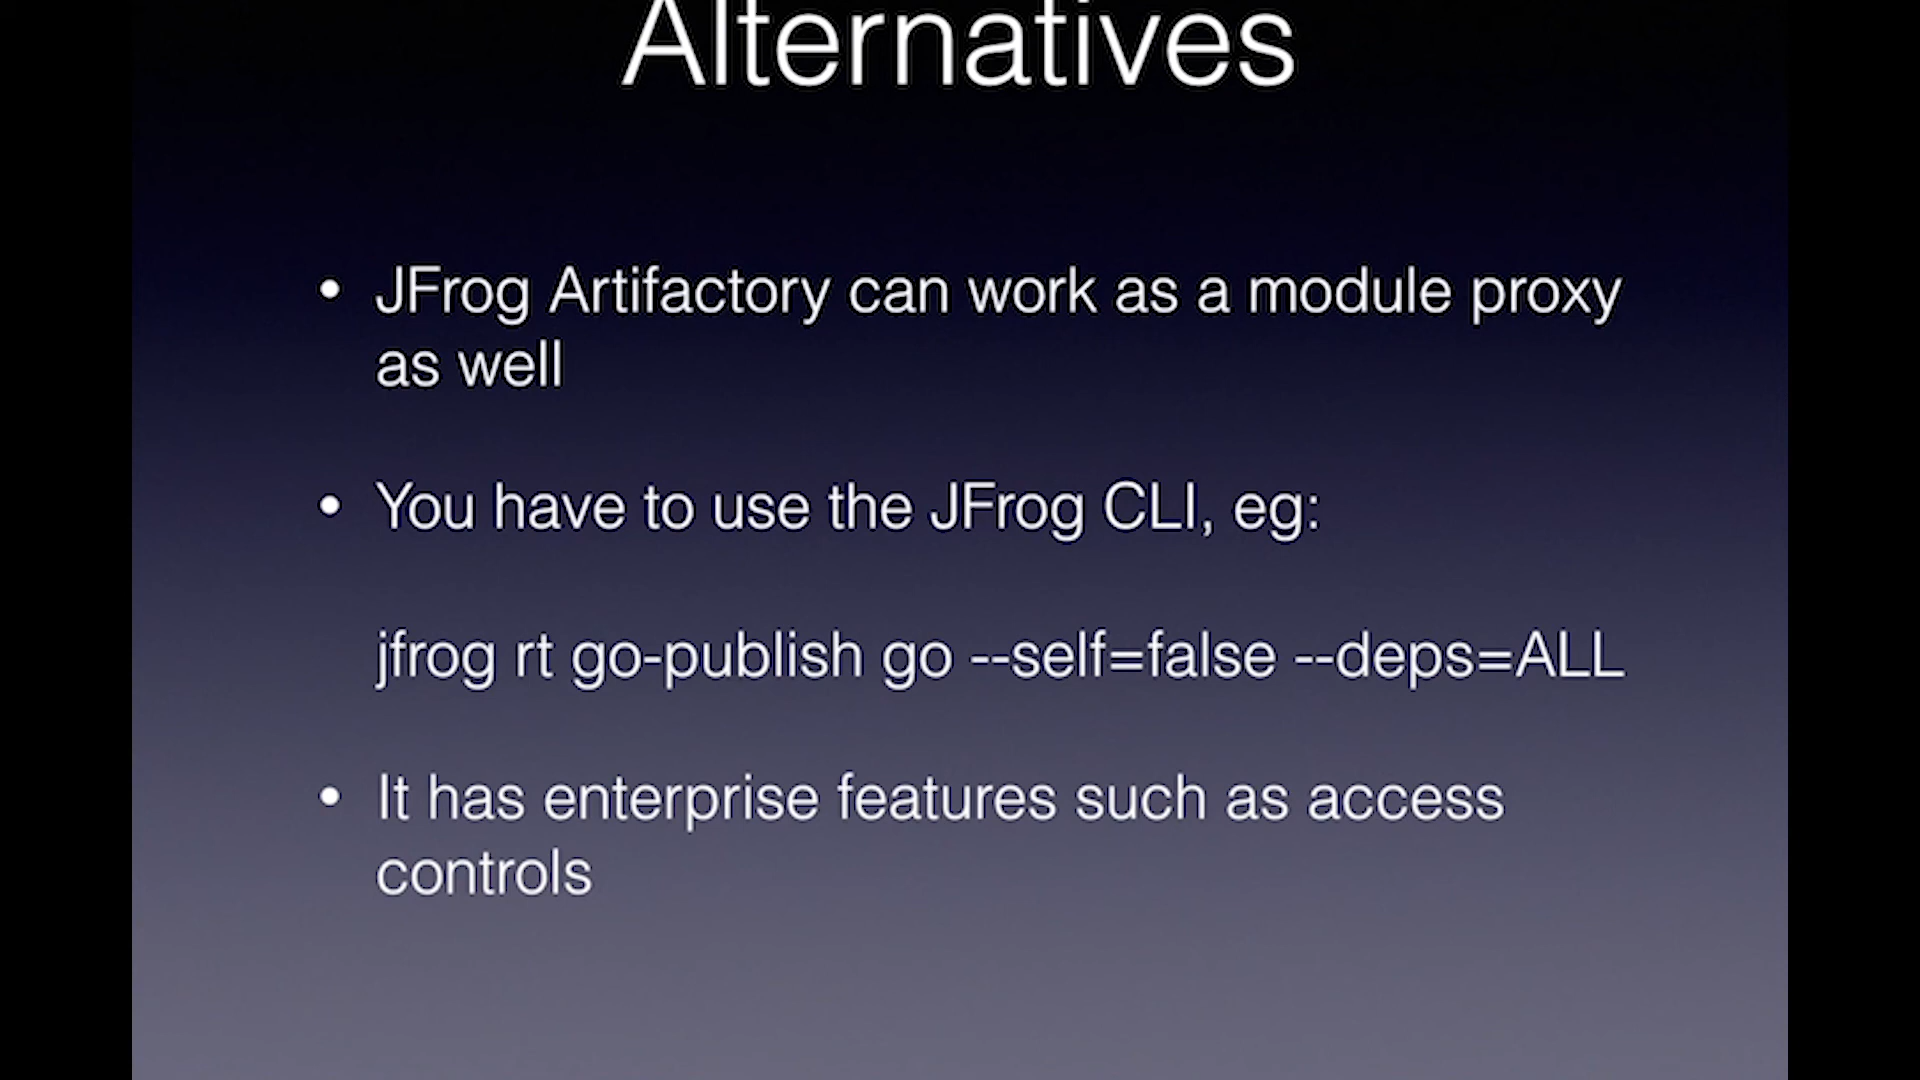 Alternatives
• JFrog Artifactory can work as a module proxy
as well
• You have to use the JFrog CLI, eg:
jfrog rt go-publish go --self=false --deps=ALL
• It has enterprise features such as access
controls